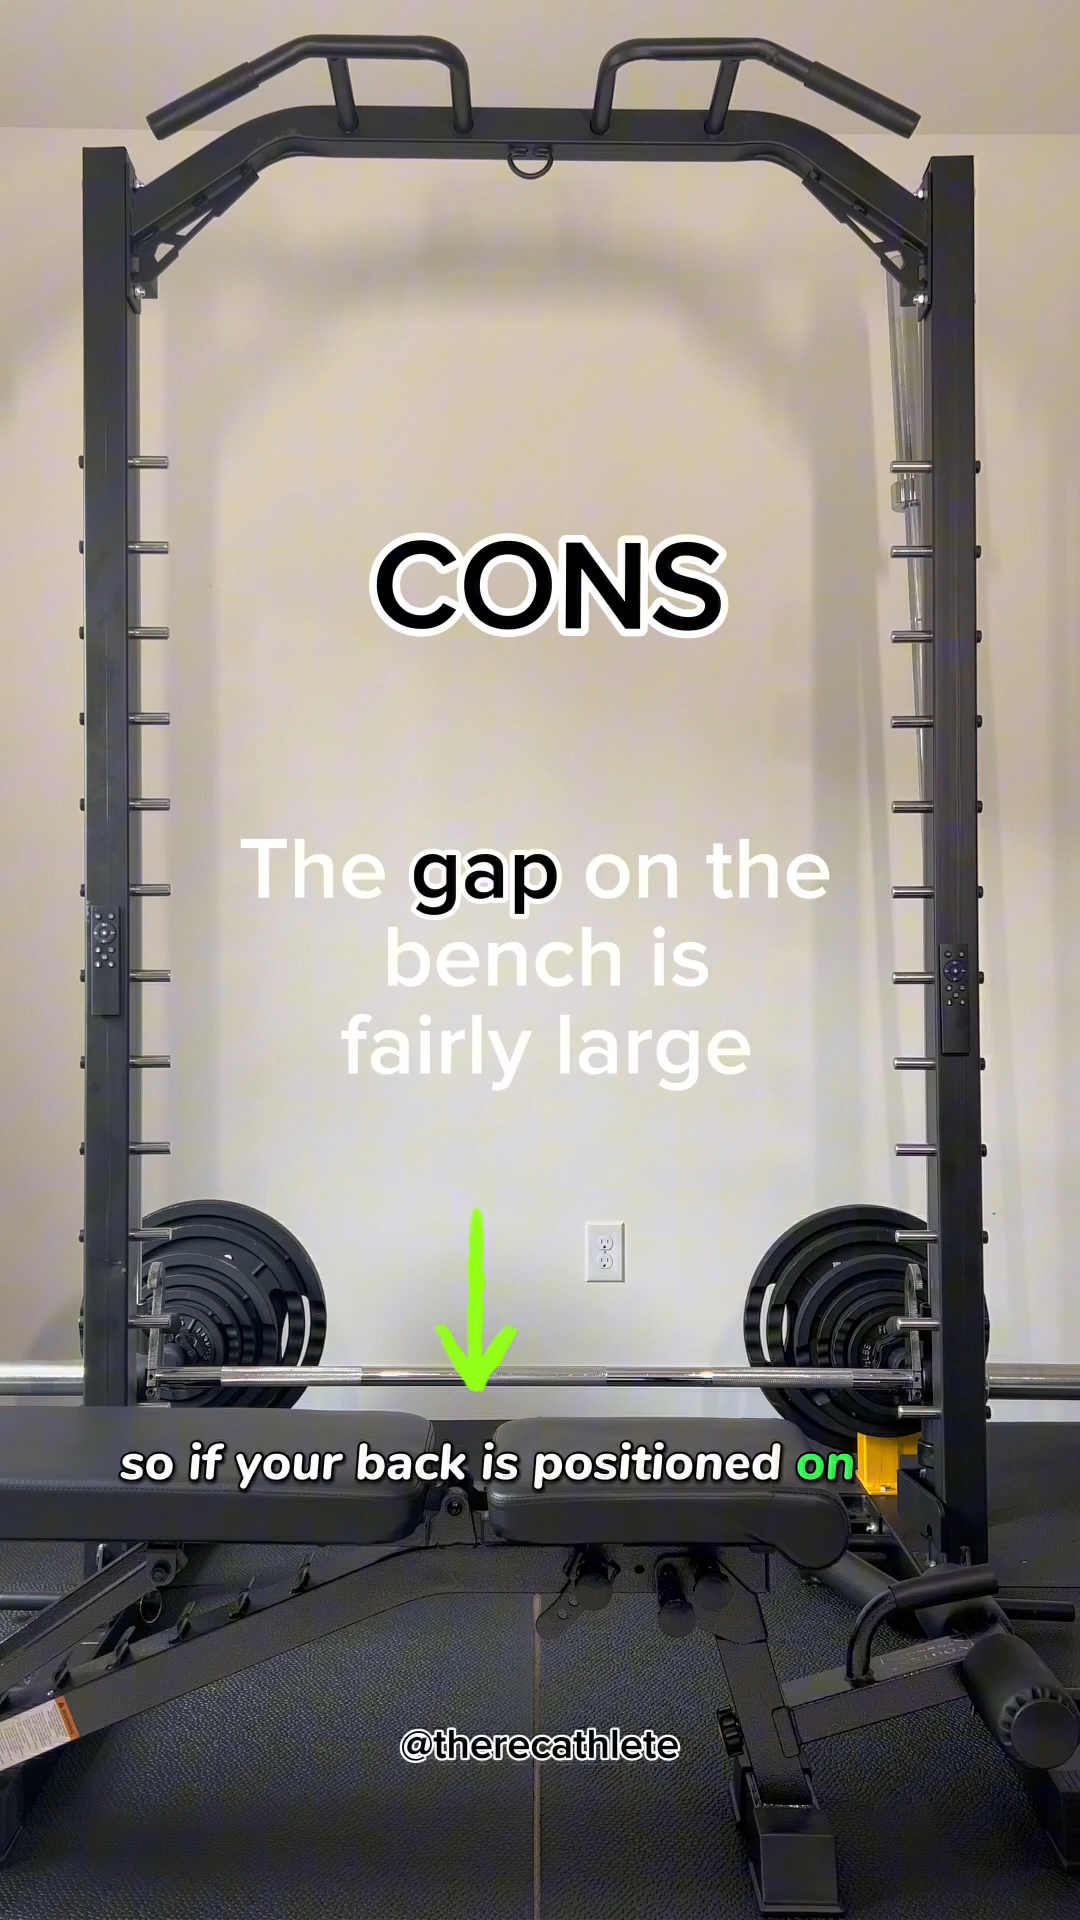 CONS
The gap on the
bench is
fairly large
so if your back is positioned on
@therecathlete